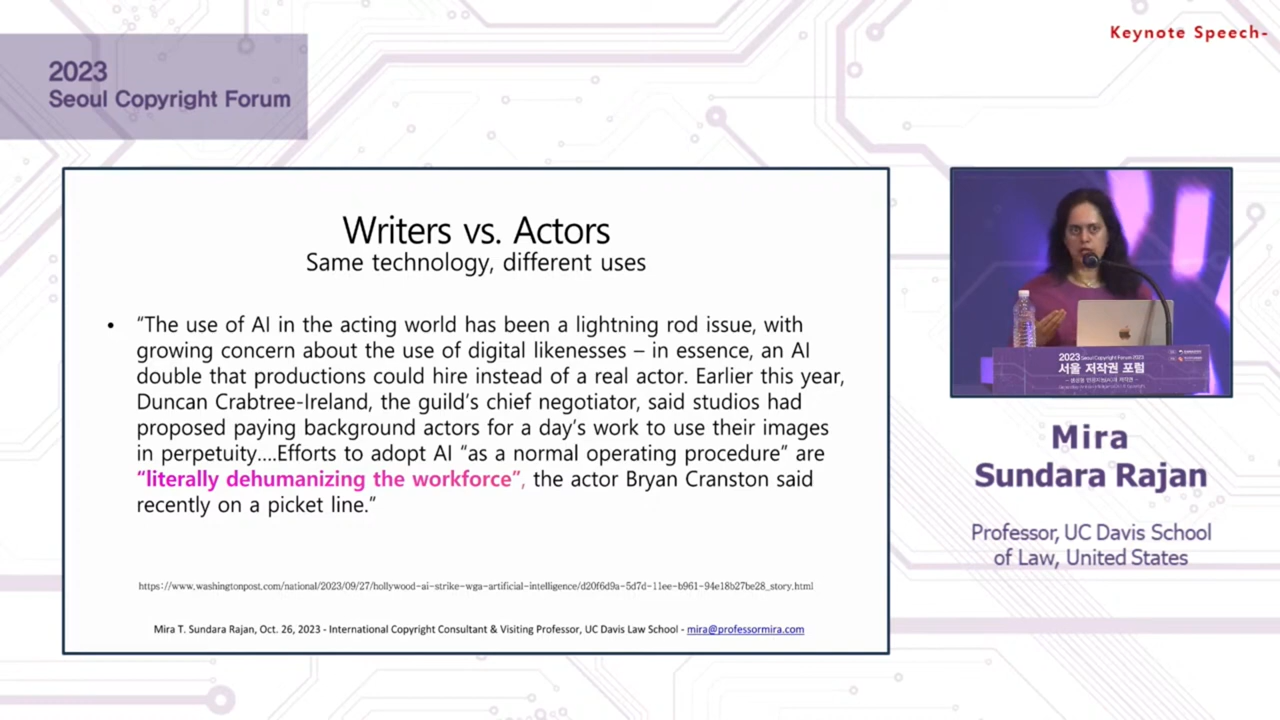 Keynote Speech-
2023
Seoul Copyright Forum
Writers vs. Actors
Same technology, different uses
• “The use of AI in the acting world has been a lightning rod issue, with
growing concern about the use of digital likenesses – in essence, an AI
double that productions could hire instead of a real actor. Earlier this year,
Duncan Crabtree-Ireland, the guild’s chief negotiator, said studios had
proposed paying background actors for a day’s work to use their images
in perpetuity....Efforts to adopt AI “as a normal operating procedure” are
“literally dehumanizing the workforce”, the actor Bryan Cranston said
recently on a picket line.”
https://www.washingtonpost.com/national/2023/09/27/hollywood-ai-strike-wga-artificial-intelligence/d20f6d9a-5d7d-11ee-b961-94e18b27be28_story.html
Mira T. Sundara Rajan, Oct. 26, 2023 - International Copyright Consultant & Visiting Professor, UC Davis Law School - mira@professormira.com
2023 Seoul Copyright Forum 2023
서울 저작권 포럼
Mira
Sundara Rajan
Professor, UC Davis School
of Law, United States